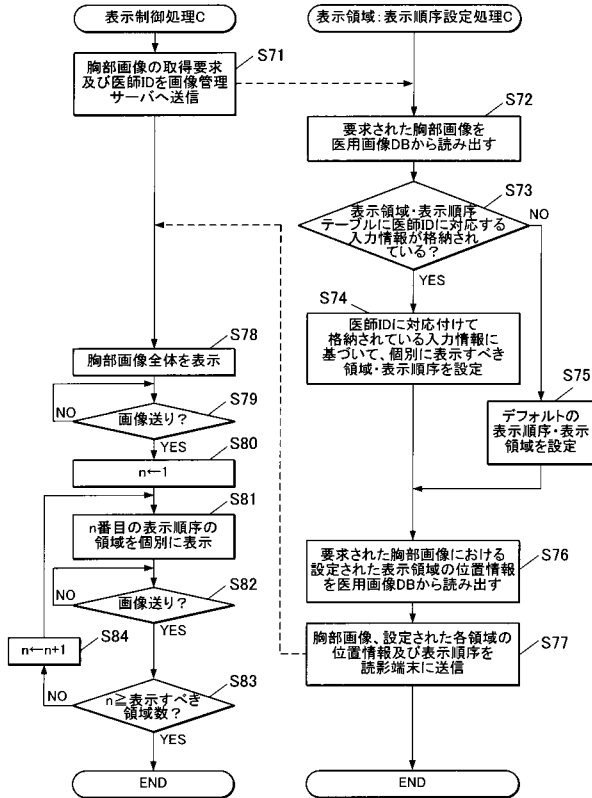 表示制御処理C
S71
胸部画像の取得要求
及び医師IDを画像管理
サーバへ送信
S78
胸部画像全体を表示
S79
画像送り?
NO
YES
S80
n←1
S81
n番目の表示順序の
領域を個別に表示
S82
画像送り?
NO
YES
S84
n←n+1
S83
n≧表示すべき
領域数?
NO
YES
END
表示領域:表示順序設定処理C
S72
要求された胸部画像を
医用画像DBから読み出す
S73
表示領域・表示順序
テーブルに医師IDに対応する
入力情報が格納されて
いる?
NO
YES
S74
医師IDに対応付けて
格納されている入力情報に
基づいて、個別に表示すべき
領域・表示順序を設定
S75
デフォルトの
表示順序・表示
領域を設定
S76
要求された胸部画像における
設定された表示領域の位置情報
を医用画像DBから読み出す
S77
胸部画像、設定された各領域の
位置情報及び表示順序を
読影端末に送信
END